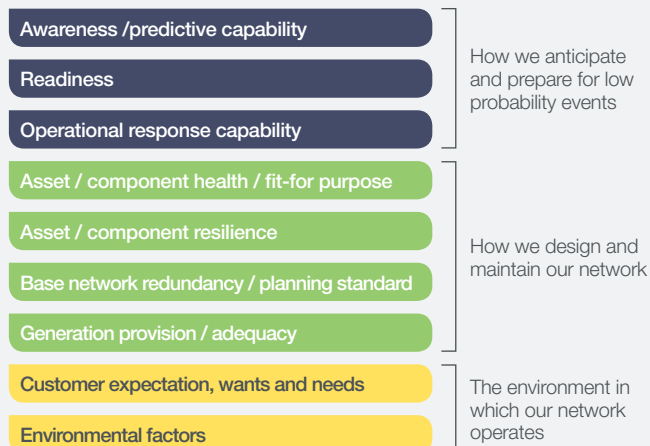 Awareness /predictive capability
Readiness
Operational response capability
How we anticipate
and prepare for low
probability events
Asset / component health / fit-for purpose
Asset / component resilience
Base network redundancy / planning standard
Generation provision / adequacy
How we design and
maintain our network
Customer expectation, wants and needs
Environmental factors
The environment in
which our network
operates